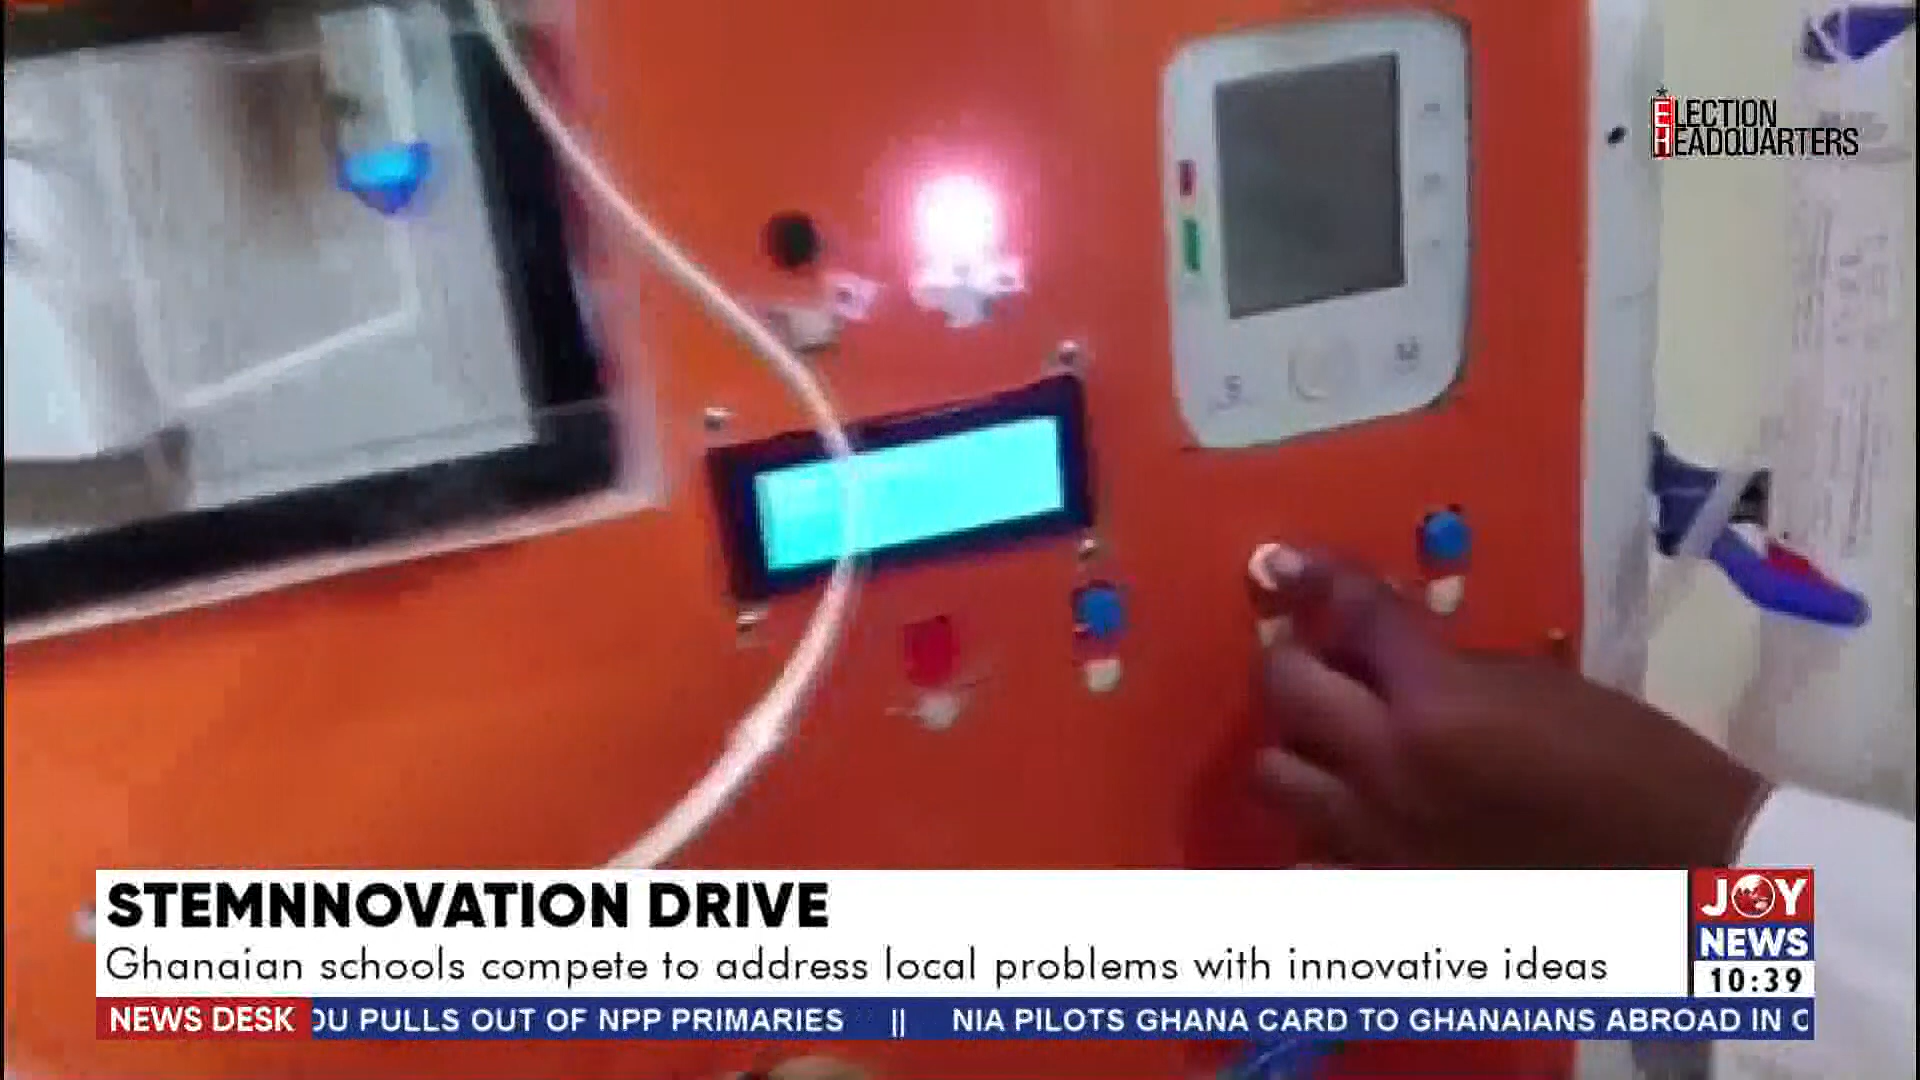 ELECTION
HEADQUARTERS
S
M
STEMNNOVATION DRIVE
Ghanaian schools compete to address local problems with innovative ideas
JOY
NEWS
10:39
NEWS DESK
OU PULLS OUT OF NPP PRIMARIES || NIA PILOTS GHANA CARD TO GHANAIANS ABROAD IN